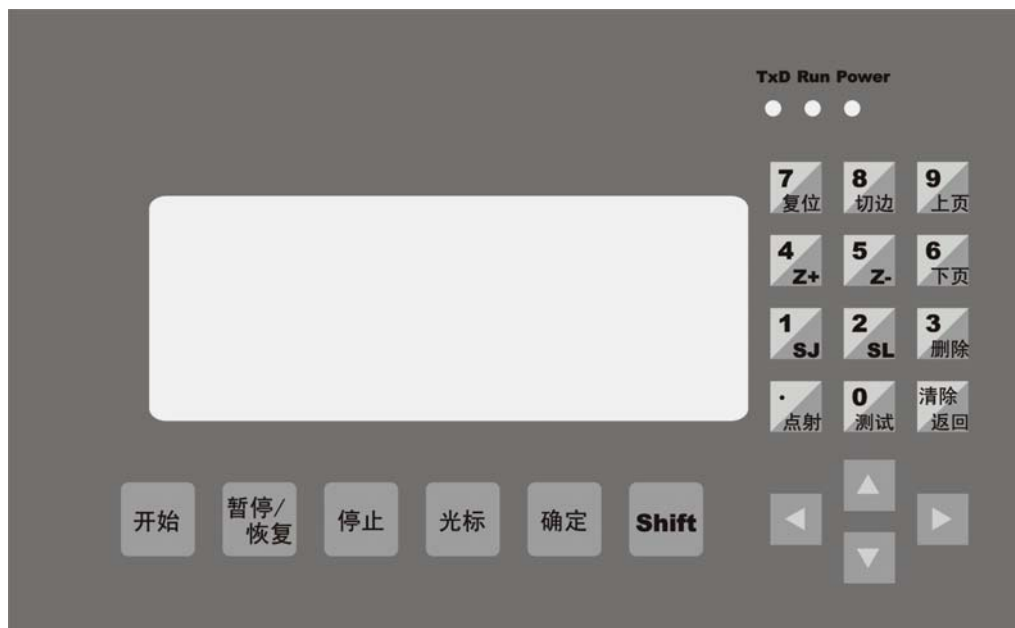 TxD Run Power
7 8 9
复位 切边 上页
4 5 6
Z+ Z- 下页
1 2 3
SJ SL 删除
· 0 清除
点射 测试 返回
开始 暂停/ 停止 光标 确定 Shift
恢复